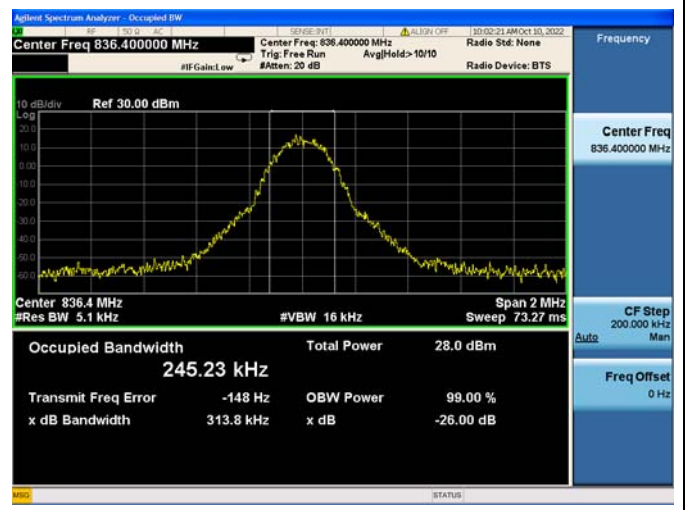 Agilent Spectrum Analyzer - Occupied BW
RF 50 Ω AC SENSE:INT ALIGN OFF 10:02:21 AM Oct 10, 2022
Center Freq 836.400000 MHz Center Freq: 836.400000 MHz Radio Std: None
Trig: Free Run Avg|Hold:> 10/10
#IFGain:Low #Atten: 20 dB Radio Device: BTS
10 dB/div Ref 30.00 dBm
Log
20.0
10.0
0.00
-10.0
-20.0
-30.0
-40.0
-50.0
-60.0
Center 836.4 MHz Span 2 MHz
#Res BW 5.1 kHz #VBW 16 kHz Sweep 73.27 ms
Occupied Bandwidth Total Power 28.0 dBm
245.23 kHz
Transmit Freq Error -148 Hz OBW Power 99.00 %
x dB Bandwidth 313.8 kHz x dB -26.00 dB
MSG STATUS
Frequency
Center Freq
836.400000 MHz
CF Step
200.000 kHz
Auto Man
Freq Offset
0 Hz